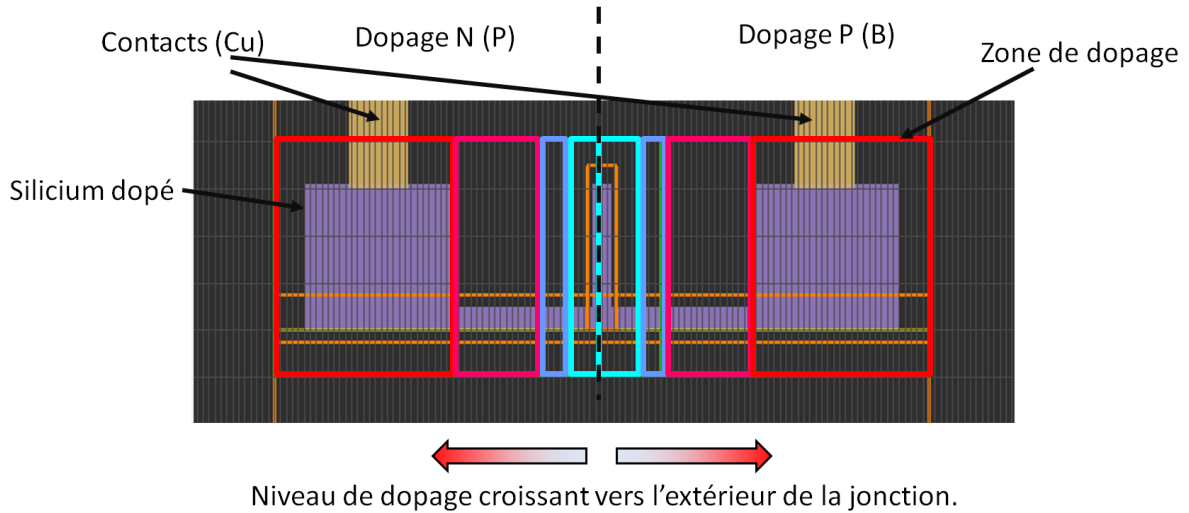 Contacts (Cu)
Dopage N (P)
Dopage P (B)
Zone de dopage
Silicium dopé
Niveau de dopage croissant vers l’extérieur de la jonction.